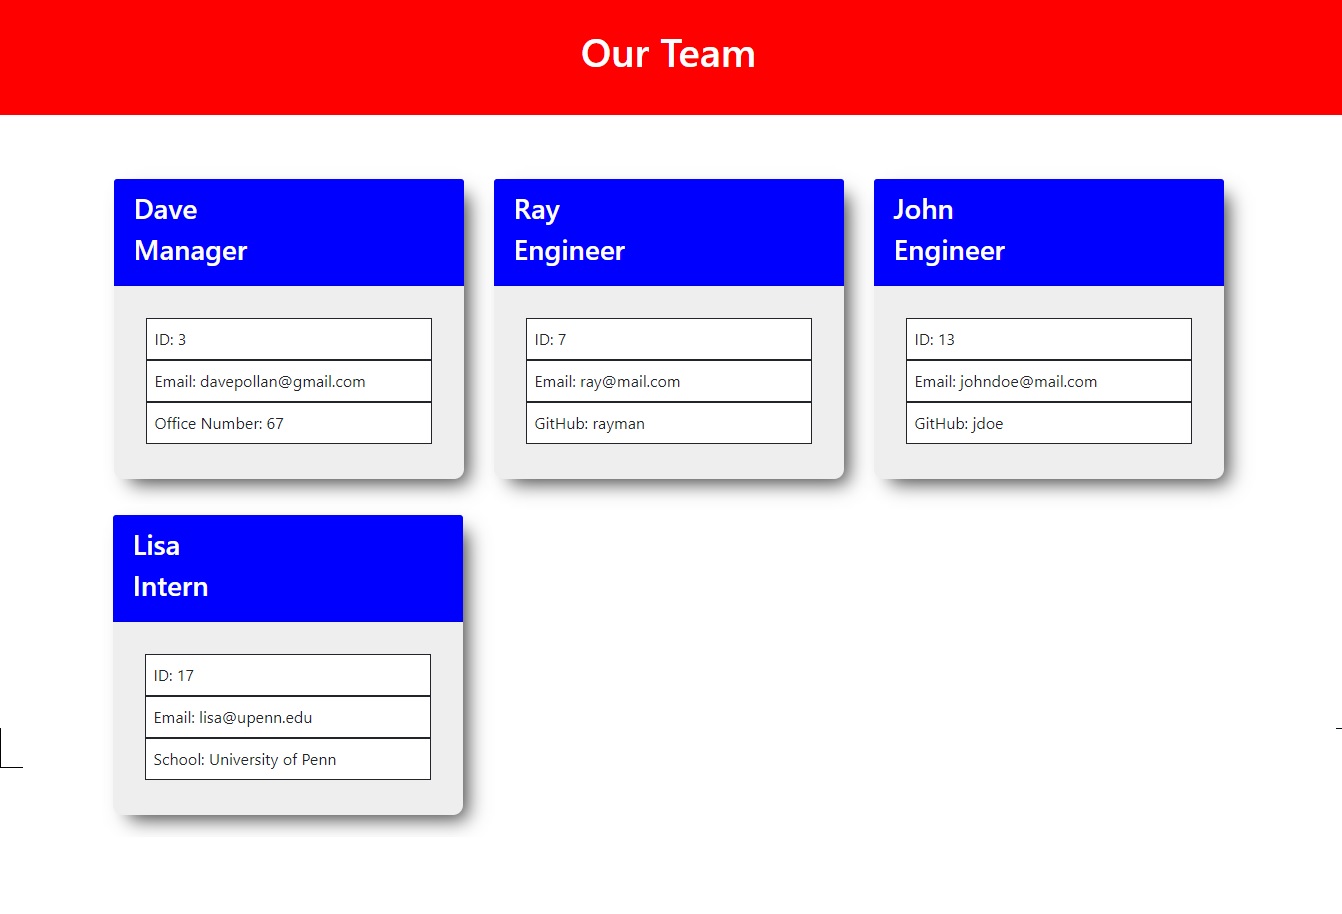 Our Team
Dave
Manager
ID: 3
Email: davepollan@gmail.com
Office Number: 67
Ray
Engineer
ID: 7
Email: ray@mail.com
GitHub: rayman
John
Engineer
ID: 13
Email: johndoe@mail.com
GitHub: jdoe
Lisa
Intern
ID: 17
Email: lisa@upenn.edu
School: University of Penn